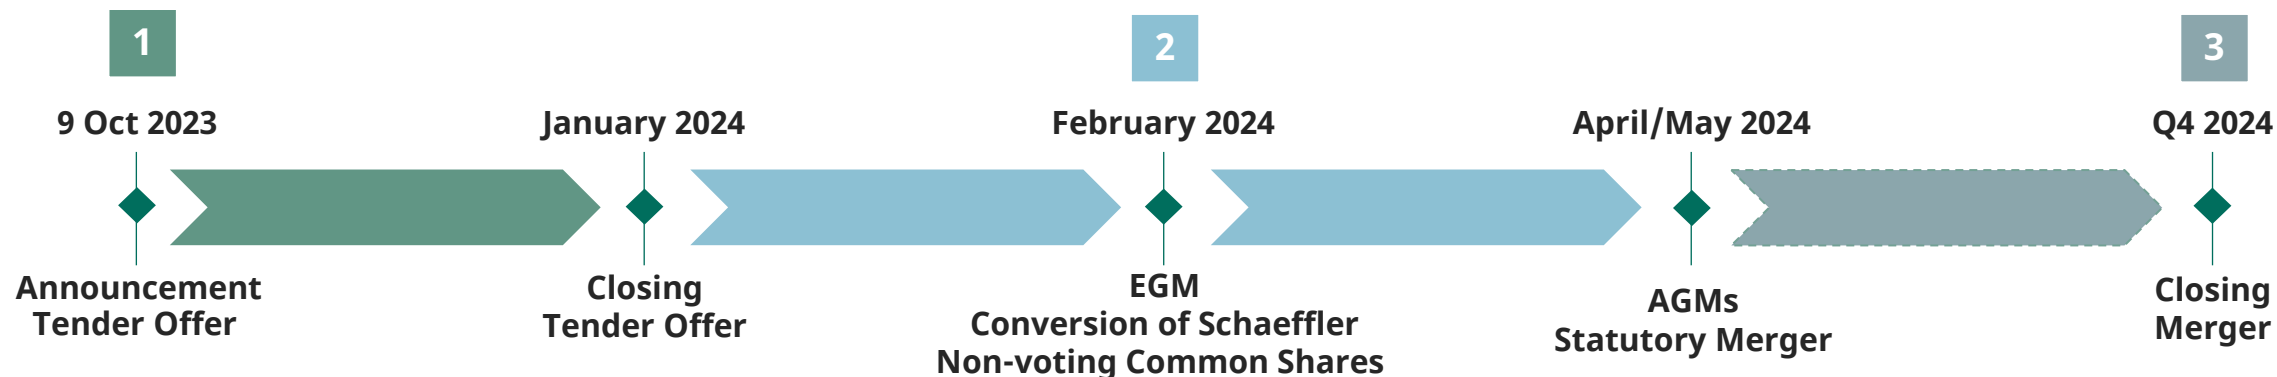 1
2
3
9 Oct 2023
January 2024
February 2024
April/May 2024
Q4 2024
Announcement
Tender Offer
Closing
Tender Offer
EGM
Conversion of Schaeffler
Non-voting Common Shares
AGMs
Statutory Merger
Closing
Merger